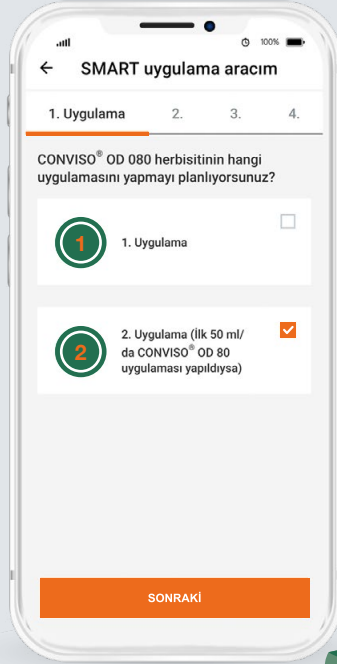 100%
← SMART uygulama aracım
1. Uygulama 2. 3. 4.
CONVISO® OD 080 herbisitinin hangi
uygulamasını yapmayı planlıyorsunuz?
1
1. Uygulama
2
2. Uygulama (İlk 50 ml/
da CONVISO® OD 80
uygulaması yapıldıysa)
SONRAKİ